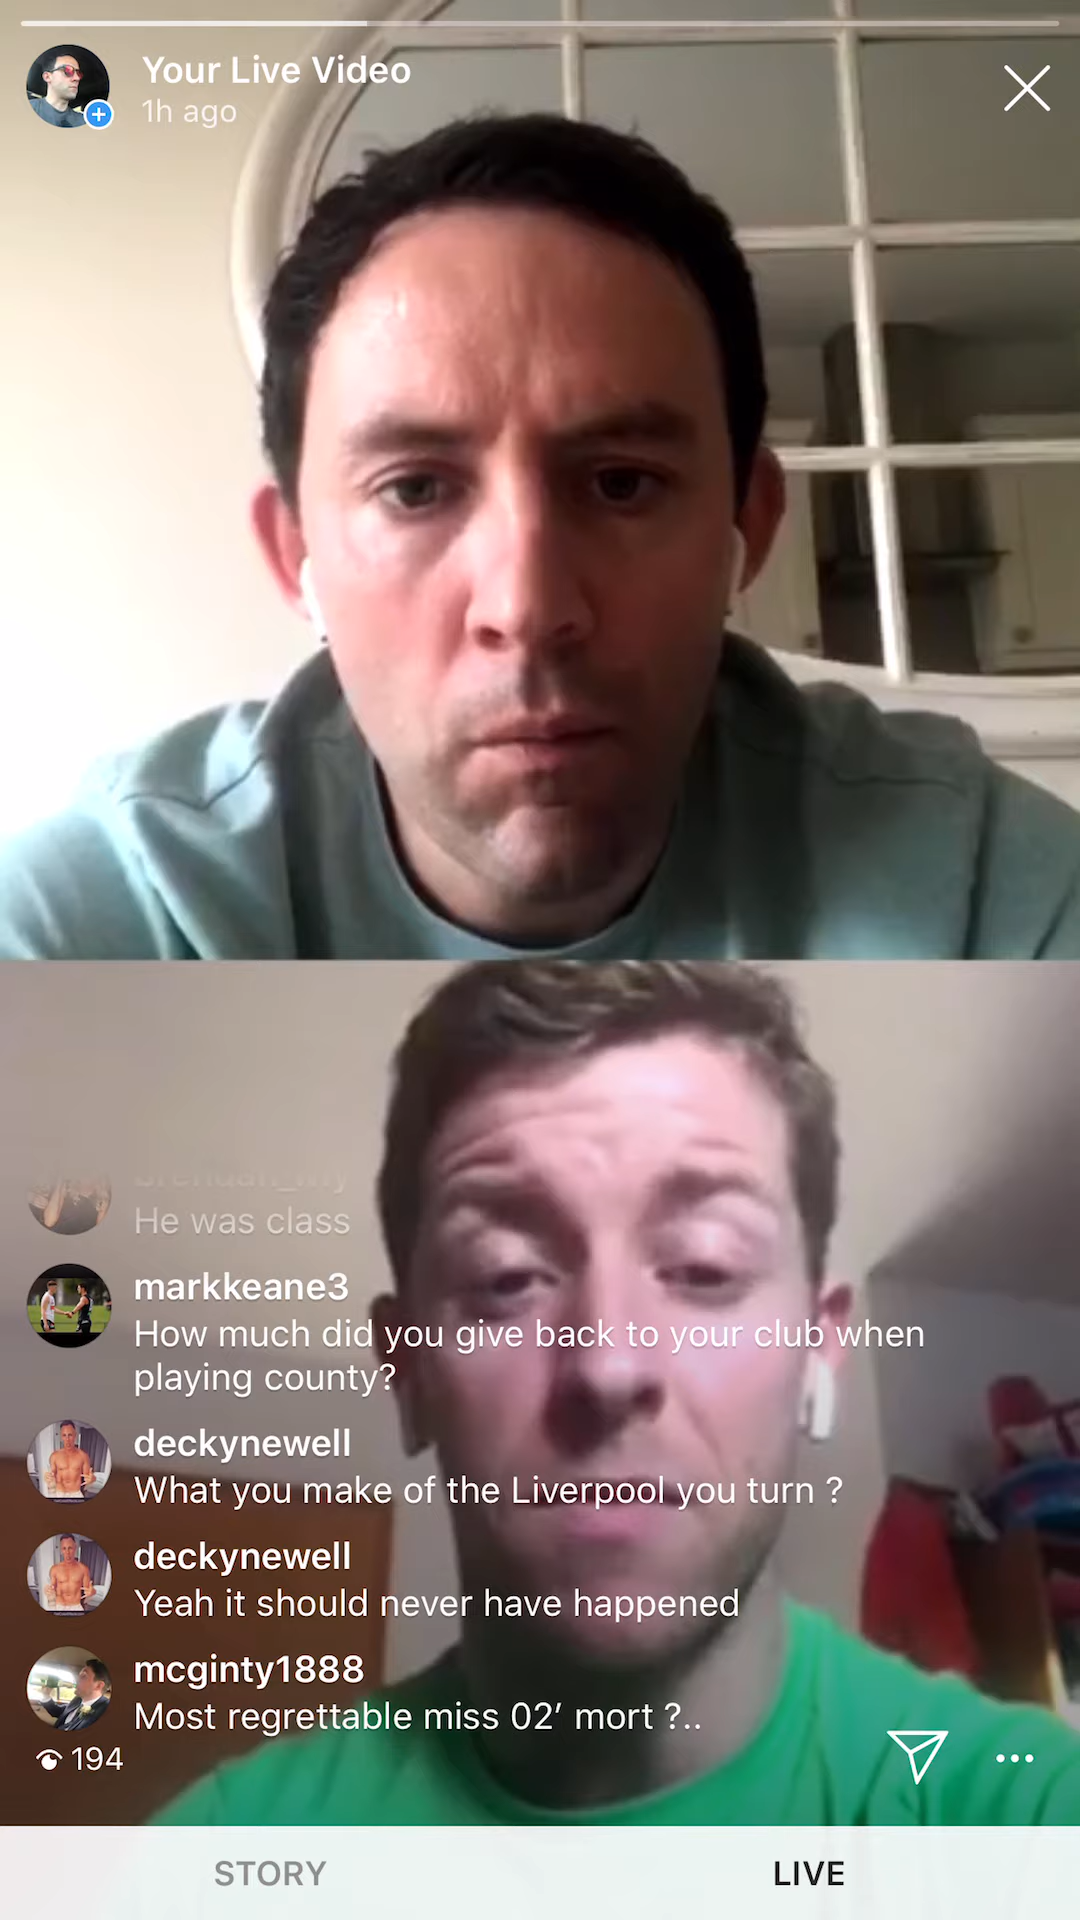 Your Live Video
1h ago
He was class
markkeane3
How much did you give back to your club when
playing county?
deckynewell
What you make of the Liverpool you turn ?
deckynewell
Yeah it should never have happened
mcginty1888
Most regrettable miss 02’ mort ?..
194
STORY
LIVE